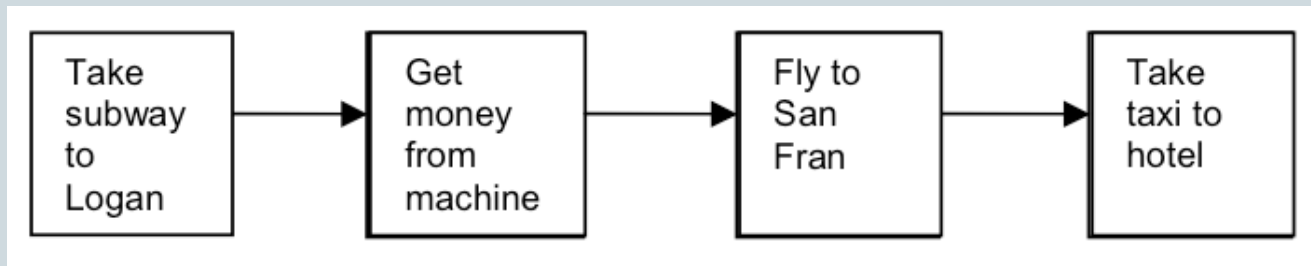 Take
subway
to
Logan
Get
money
from
machine
Fly to
San
Fran
Take
taxi to
hotel